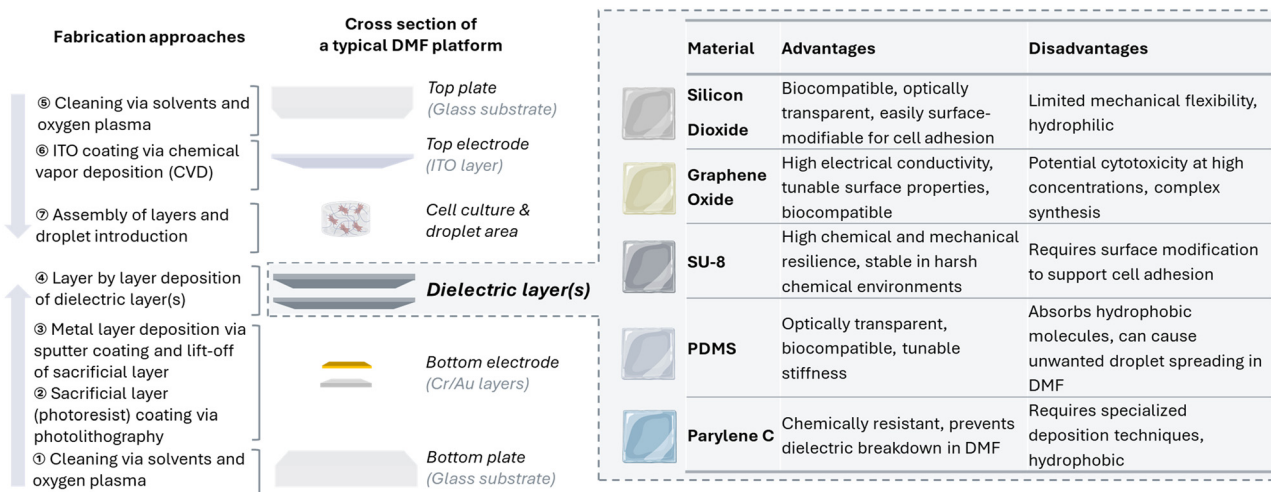 Fabrication approaches
Cross section of
a typical DMF platform
⑤ Cleaning via solvents and
oxygen plasma
⑥ ITO coating via chemical
vapor deposition (CVD)
⑦ Assembly of layers and
droplet introduction
④ Layer by layer deposition
of dielectric layer(s)
③ Metal layer deposition via
sputter coating and lift-off
of sacrificial layer
② Sacrificial layer
(photoresist) coating via
photolithography
① Cleaning via solvents and
oxygen plasma
Top plate
(Glass substrate)
Top electrode
(ITO layer)
Cell culture &
droplet area
Dielectric layer(s)
Bottom electrode
(Cr/Au layers)
Bottom plate
(Glass substrate)
Material Advantages Disadvantages
Silicon
Dioxide
Biocompatible, optically
transparent, easily surface-
modifiable for cell adhesion
Limited mechanical flexibility,
hydrophilic
Graphene
Oxide
High electrical conductivity,
tunable surface properties,
biocompatible
Potential cytotoxicity at high
concentrations, complex
synthesis
SU-8
High chemical and mechanical
resilience, stable in harsh
chemical environments
Requires surface modification
to support cell adhesion
PDMS
Optically transparent,
biocompatible, tunable
stiffness
Absorbs hydrophobic
molecules, can cause
unwanted droplet spreading in
DMF
Parylene C
Chemically resistant, prevents
dielectric breakdown in DMF
Requires specialized
deposition techniques,
hydrophobic